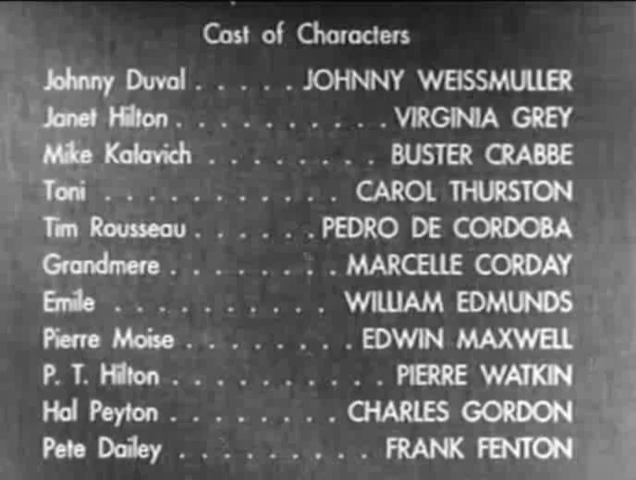 Cast of Characters
Johnny Duval . . . . . JOHNNY WEISSMULLER
Janet Hilton . . . . . . . . . . VIRGINIA GREY
Mike Kalavich . . . . . . . . BUSTER CRABBE
Toni . . . . . . . . . . . CAROL THURSTON
Tim Rousseau . . . . . . PEDRO DE CORDOBA
Grandmere . . . . . . . . MARCELLE CORDAY
Emile . . . . . . . . . . WILLIAM EDMUNDS
Pierre Moise . . . . . . . . EDWIN MAXWELL
P. T. Hilton . . . . . . . . . . PIERRE WATKIN
Hal Peyton . . . . . . . . CHARLES GORDON
Pete Dailey . . . . . . . . . FRANK FENTON